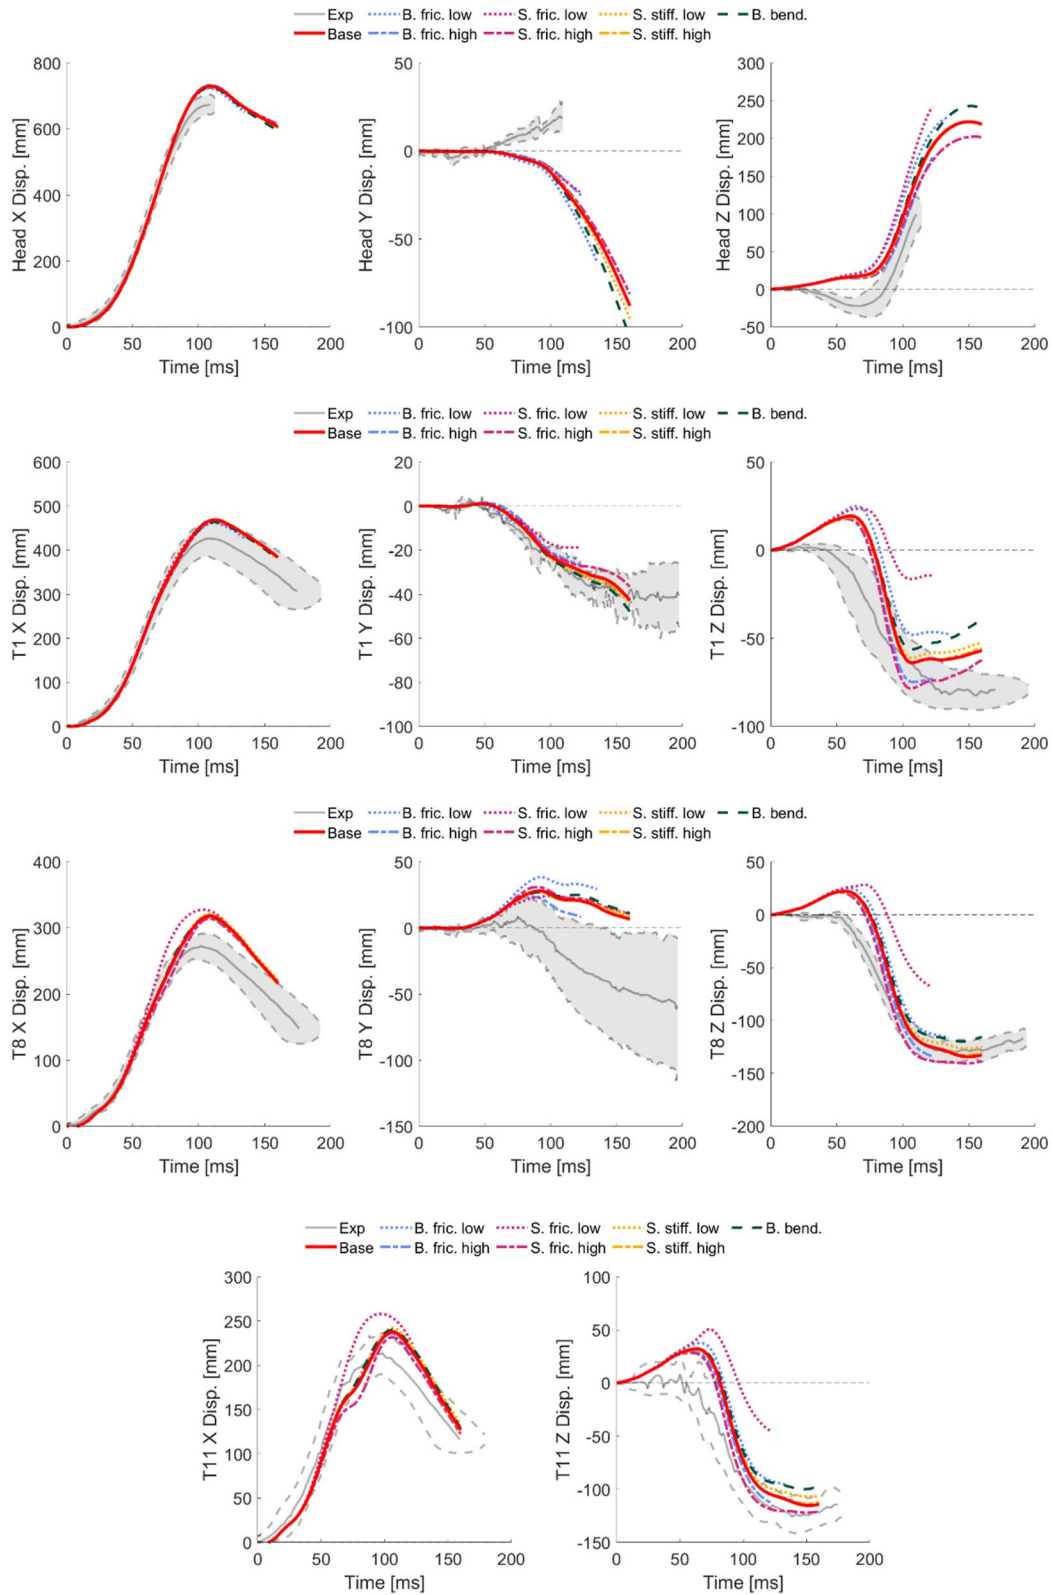 Exp B. fric. low S. fric. low S. stiff. low B. bend.
Base B. fric. high S. fric. high S. stiff. high
800
600
400
200
0
Head X Disp. [mm]
0 50 100 150 200
Time [ms]
50
0
-50
-100
Head Y Disp. [mm]
0 50 100 150 200
Time [ms]
300
250
200
150
100
50
0
-50
Head Z Disp. [mm]
0 50 100 150 200
Time [ms]
Exp B. fric. low S. fric. low S. stiff. low B. bend.
Base B. fric. high S. fric. high S. stiff. high
600
500
400
300
200
100
0
T1 X Disp. [mm]
0 50 100 150 200
Time [ms]
20
0
-20
-40
-60
-80
-100
T1 Y Disp. [mm]
0 50 100 150 200
Time [ms]
50
0
-50
-100
T1 Z Disp. [mm]
0 50 100 150 200
Time [ms]
Exp B. fric. low S. fric. low S. stiff. low B. bend.
Base B. fric. high S. fric. high S. stiff. high
400
300
200
100
0
T8 X Disp. [mm]
0 50 100 150 200
Time [ms]
50
0
-50
-100
-150
T8 Y Disp. [mm]
0 50 100 150 200
Time [ms]
50
0
-50
-100
-150
-200
T8 Z Disp. [mm]
0 50 100 150 200
Time [ms]
Exp B. fric. low S. fric. low S. stiff. low B. bend.
Base B. fric. high S. fric. high S. stiff. high
300
250
200
150
100
50
0
T11 X Disp. [mm]
0 50 100 150 200
Time [ms]
100
50
0
-50
-100
-150
T11 Z Disp. [mm]
0 50 100 150 200
Time [ms]